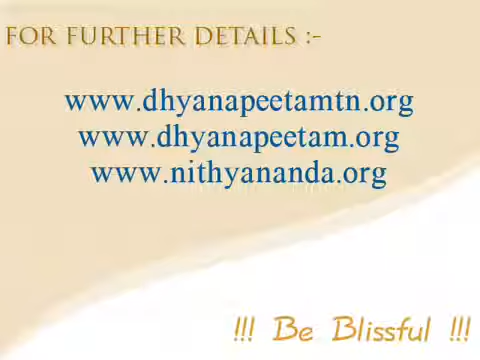 FOR FURTHER DETAILS :-
www.dhyanapeetamtn.org
www.dhyanapeetam.org
www.nithyananda.org
!!! Be Blissful !!!